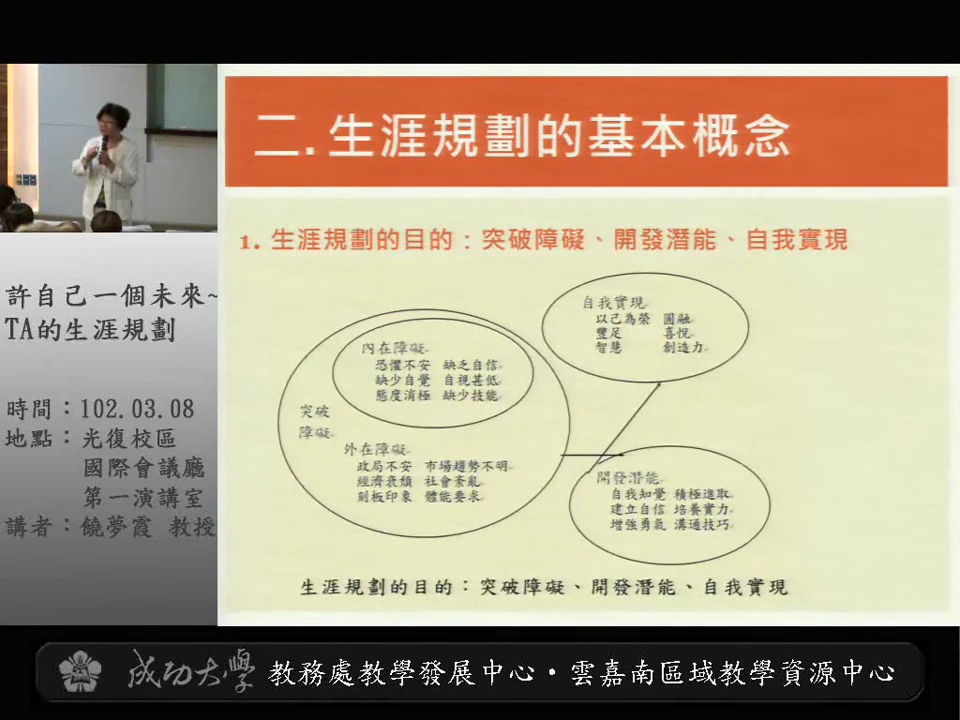 二.生涯規劃的基本概念
1. 生涯規劃的目的：突破障礙、開發潛能、自我實現
自我實現
以己為榮 圓融
豐足 喜悅
智慧 創造力
內在障礙
恐懼不安 缺乏自信
缺少自覺 自視甚低
態度消極 缺少技能
突破
障礙
外在障礙
政局不安 市場趨勢不明
經濟衰頹 社會紊亂
刻板印象 體能要求
開發潛能
自我知覺 積極進取
建立自信 培養實力
增強勇氣 溝通技巧
生涯規劃的目的：突破障礙、開發潛能、自我實現
許自己一個未來~
TA的生涯規劃
時間：102.03.08
地點：光復校區
國際會議廳
第一演講室
講者：饒夢霞 教授
成功大學 教務處教學發展中心・雲嘉南區域教學資源中心